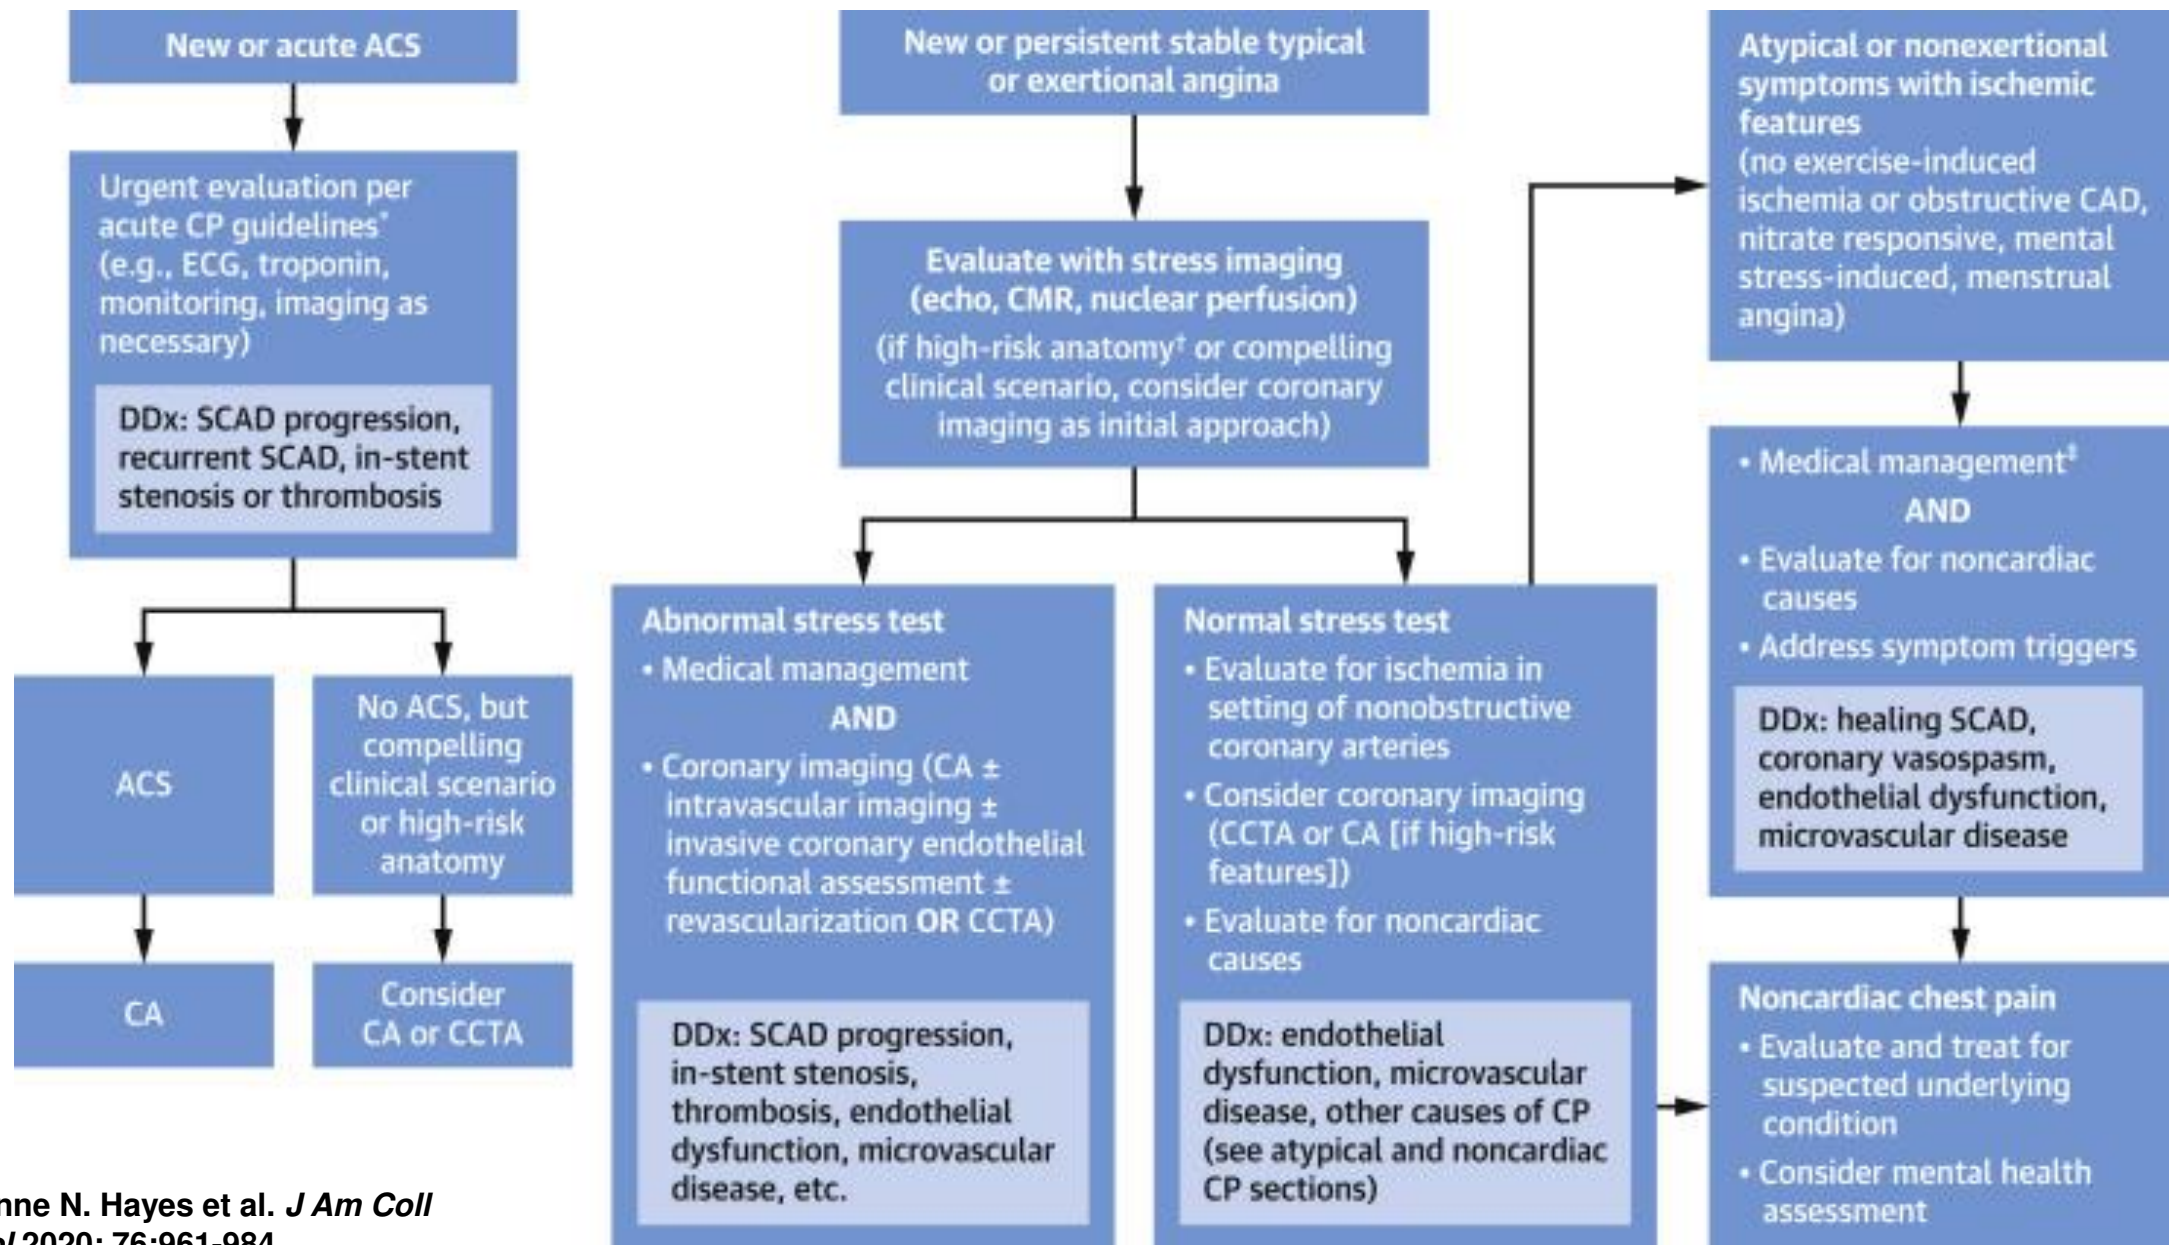 New or acute ACS
Urgent evaluation per
acute CP guidelines*
(e.g., ECG, troponin,
monitoring, imaging as
necessary)
DDx: SCAD progression,
recurrent SCAD, in-stent
stenosis or thrombosis
ACS
No ACS, but
compelling
clinical scenario
or high-risk
anatomy
CA
Consider
CA or CCTA
New or persistent stable typical
or exertional angina
Evaluate with stress imaging
(echo, CMR, nuclear perfusion)
(if high-risk anatomy† or compelling
clinical scenario, consider coronary
imaging as initial approach)
Abnormal stress test
• Medical management
AND
• Coronary imaging (CA ±
intravascular imaging ±
invasive coronary endothelial
functional assessment ±
revascularization OR CCTA)
DDx: SCAD progression,
in-stent stenosis,
thrombosis, endothelial
dysfunction, microvascular
disease, etc.
Normal stress test
• Evaluate for ischemia in
setting of nonobstructive
coronary arteries
• Consider coronary imaging
(CCTA or CA [if high-risk
features])
• Evaluate for noncardiac
causes
DDx: endothelial
dysfunction, microvascular
disease, other causes of CP
(see atypical and noncardiac
CP sections)
Atypical or nonexertional
symptoms with ischemic
features
(no exercise-induced
ischemia or obstructive CAD,
nitrate responsive, mental
stress-induced, menstrual
angina)
• Medical management‡
AND
• Evaluate for noncardiac
causes
• Address symptom triggers
DDx: healing SCAD,
coronary vasospasm,
endothelial dysfunction,
microvascular disease
Noncardiac chest pain
• Evaluate and treat for
suspected underlying
condition
• Consider mental health
assessment
nne N. Hayes et al. J Am Coll
2020; 76:961-984